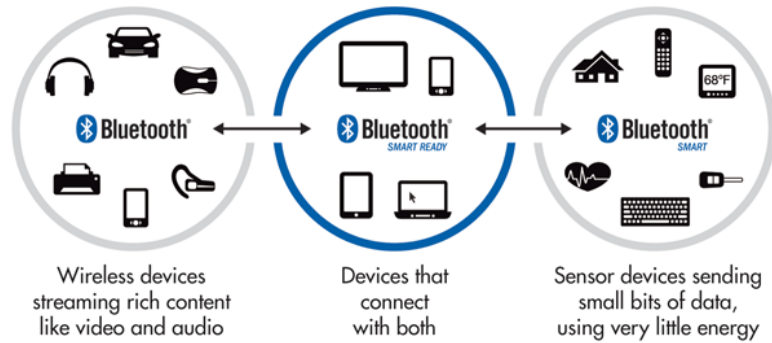 68°F
Bluetooth®
Bluetooth®
SMART READY
Bluetooth®
SMART
Wireless devices
streaming rich content
like video and audio
Devices that
connect
with both
Sensor devices sending
small bits of data,
using very little energy